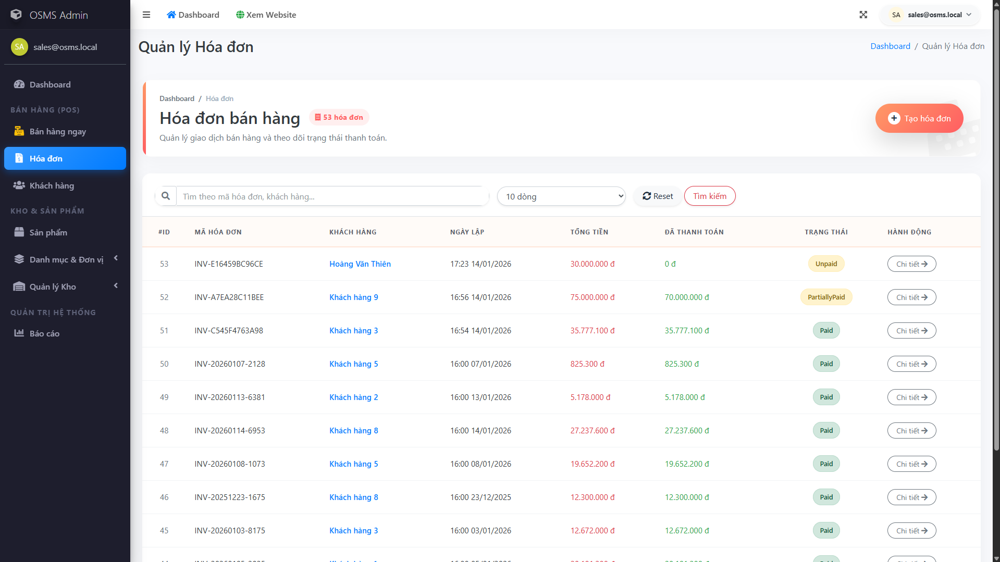 OSMS Admin
Dashboard
Xem Website
SA
sales@osms.local
SA
sales@osms.local
Dashboard
BÁN HÀNG (POS)
Bán hàng ngay
Hóa đơn
Khách hàng
KHO & SẢN PHẨM
Sản phẩm
Danh mục & Đơn vị
Quản lý Kho
QUẢN TRỊ HỆ THỐNG
Báo cáo
Quản lý Hóa đơn
Dashboard / Quản lý Hóa đơn
Dashboard / Hóa đơn
Hóa đơn bán hàng
53 hóa đơn
Quản lý giao dịch bán hàng và theo dõi trạng thái thanh toán.
Tạo hóa đơn
Tìm theo mã hóa đơn, khách hàng...
10 dòng
Reset
Tìm kiếm
#ID MÃ HÓA ĐƠN KHÁCH HÀNG NGÀY LẬP TỔNG TIỀN ĐÃ THANH TOÁN TRẠNG THÁI HÀNH ĐỘNG
53 INV-E16459BC96CE Hoàng Văn Thiên 17:23 14/01/2026 30.000.000 đ 0 đ Unpaid Chi tiết
52 INV-A7EA28C11BEE Khách hàng 9 16:56 14/01/2026 75.000.000 đ 70.000.000 đ PartiallyPaid Chi tiết
51 INV-C545F4763A98 Khách hàng 3 16:54 14/01/2026 35.777.100 đ 35.777.100 đ Paid Chi tiết
50 INV-20260107-2128 Khách hàng 5 16:00 07/01/2026 825.300 đ 825.300 đ Paid Chi tiết
49 INV-20260113-6381 Khách hàng 2 16:00 13/01/2026 5.178.000 đ 5.178.000 đ Paid Chi tiết
48 INV-20260114-6953 Khách hàng 8 16:00 14/01/2026 27.237.600 đ 27.237.600 đ Paid Chi tiết
47 INV-20260108-1073 Khách hàng 5 16:00 08/01/2026 19.652.200 đ 19.652.200 đ Paid Chi tiết
46 INV-20251223-1675 Khách hàng 8 16:00 23/12/2025 12.300.000 đ 12.300.000 đ Paid Chi tiết
45 INV-20260103-8175 Khách hàng 3 16:00 03/01/2026 12.672.000 đ 12.672.000 đ Paid Chi tiết